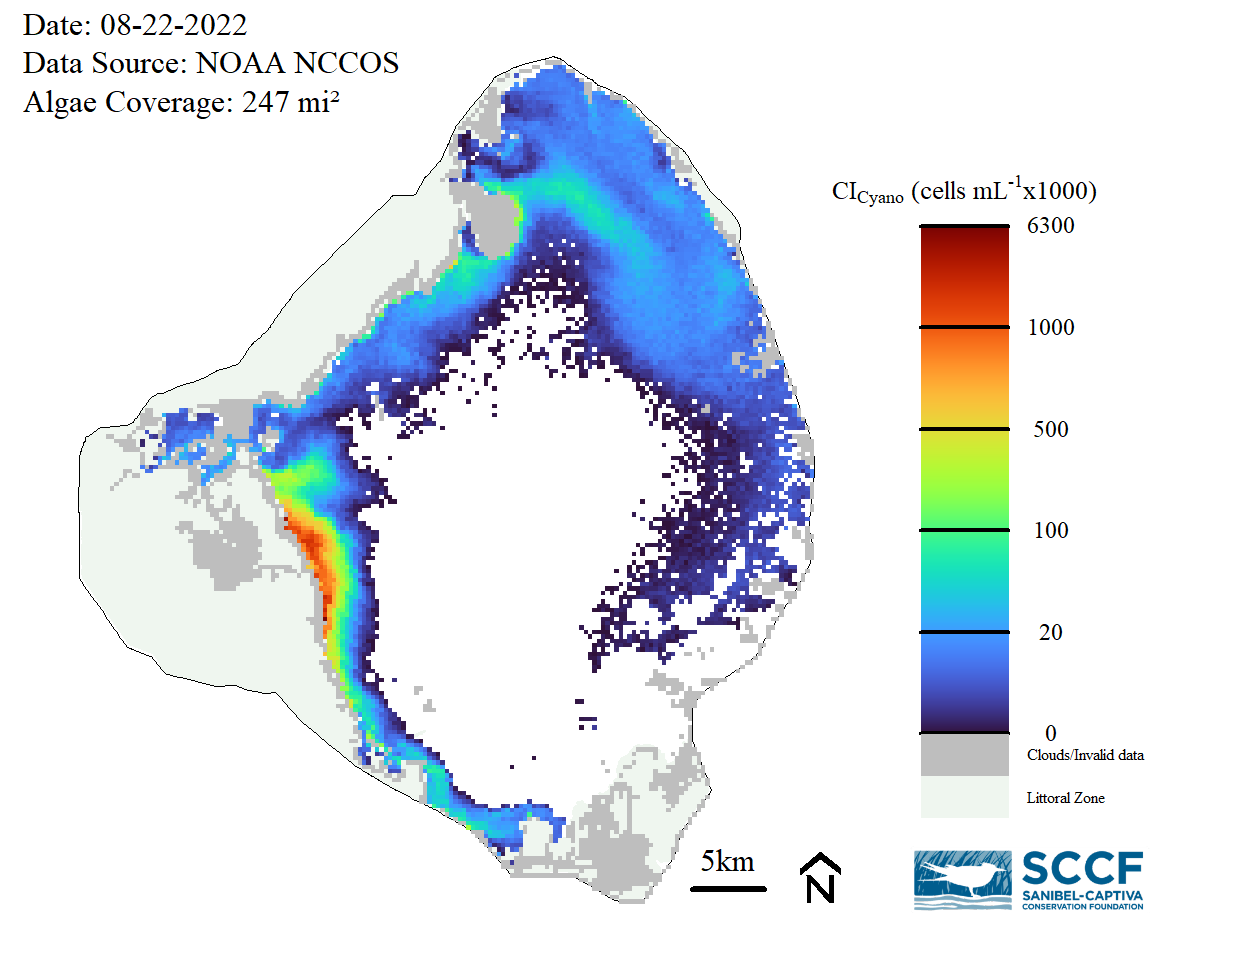 Date: 08-22-2022
Data Source: NOAA NCCOS
Algae Coverage: 247 mi²
CICyano (cells mL-1x1000)
6300
1000
500
100
20
0
Clouds/Invalid data
Littoral Zone
5km
N
SCCF
SANIBEL-CAPTIVA
CONSERVATION FOUNDATION